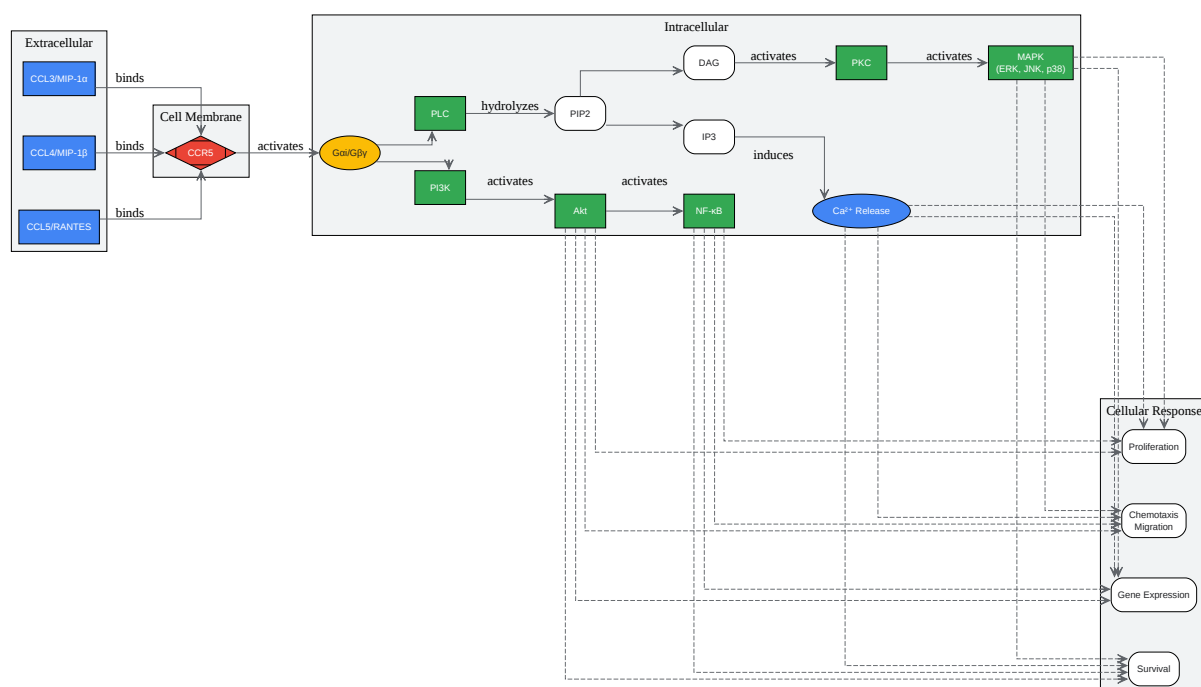 Extracellular
CCL3/MIP-1α
CCL4/MIP-1β
CCL5/RANTES
binds
binds
binds
Cell Membrane
CCR5
activates
Intracellular
Gαi/Gβγ
PLC
hydrolyzes
PIP2
DAG
activates
PKC
activates
MAPK
(ERK, JNK, p38)
IP3
induces
PI3K
activates
Akt
activates
NF-κB
Ca²⁺ Release
Cellular Response
Proliferation
Chemotaxis
Migration
Gene Expression
Survival